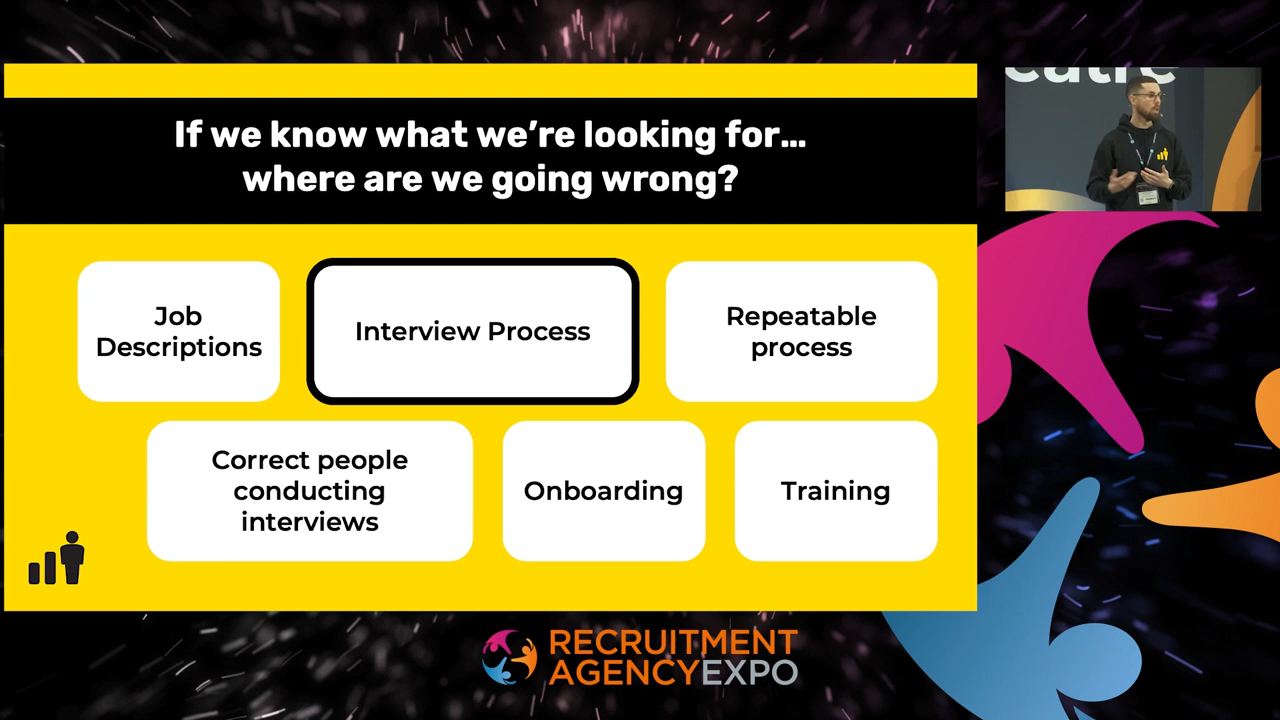 If we know what we're looking for...
where are we going wrong?
Job
Descriptions
Interview Process
Repeatable
process
Correct people
conducting
interviews
Onboarding
Training
RECRUITMENT
AGENCYEXPO